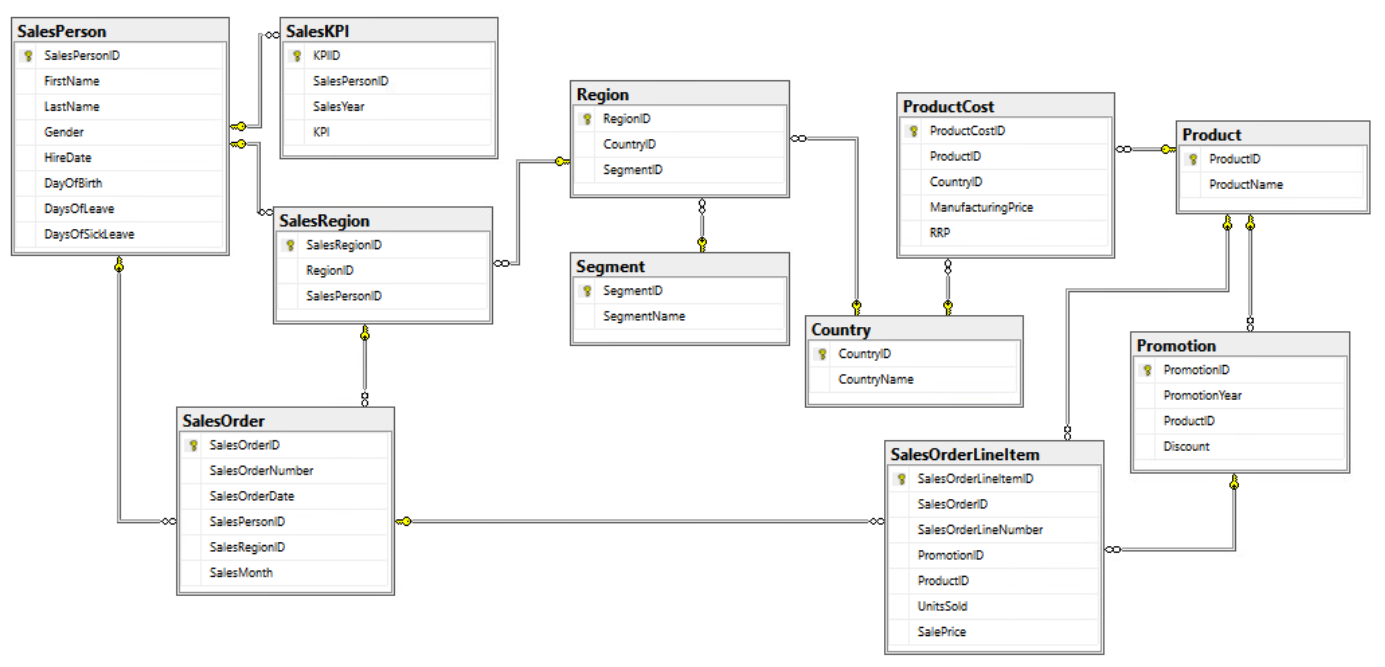 SalesPerson
SalesPersonID
FirstName
LastName
Gender
HireDate
DayOfBirth
DaysOfLeave
DaysOfSickLeave
SalesKPI
KPIID
SalesPersonID
SalesYear
KPI
SalesRegion
SalesRegionID
RegionID
SalesPersonID
Region
RegionID
CountryID
SegmentID
Segment
SegmentID
SegmentName
ProductCost
ProductCostID
ProductID
CountryID
ManufacturingPrice
RRP
Product
ProductID
ProductName
Country
CountryID
CountryName
Promotion
PromotionID
PromotionYear
ProductID
Discount
SalesOrder
SalesOrderID
SalesOrderNumber
SalesOrderDate
SalesPersonID
SalesRegionID
SalesMonth
SalesOrderLineItem
SalesOrderLineItemID
SalesOrderID
SalesOrderLineNumber
PromotionID
ProductID
UnitsSold
SalePrice